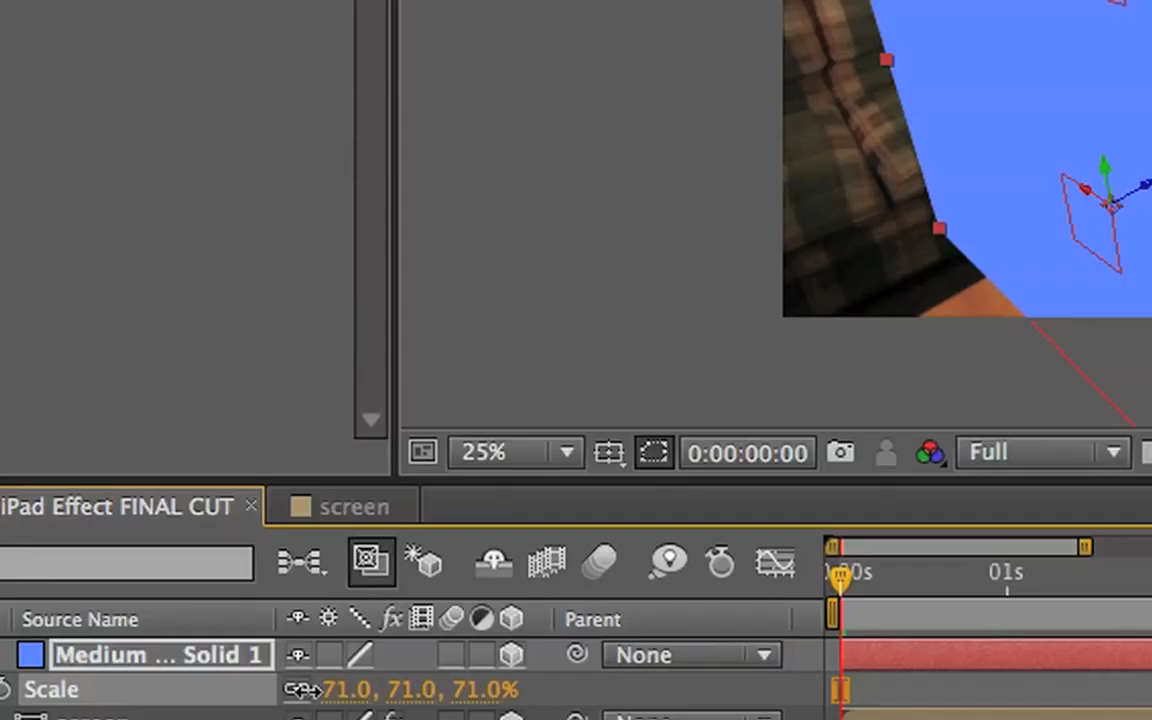 25%
0:00:00:00
Full
iPad Effect FINAL CUT
screen
01s
Source Name
Parent
Medium ... Solid 1
None
Scale
71.0, 71.0, 71.0%